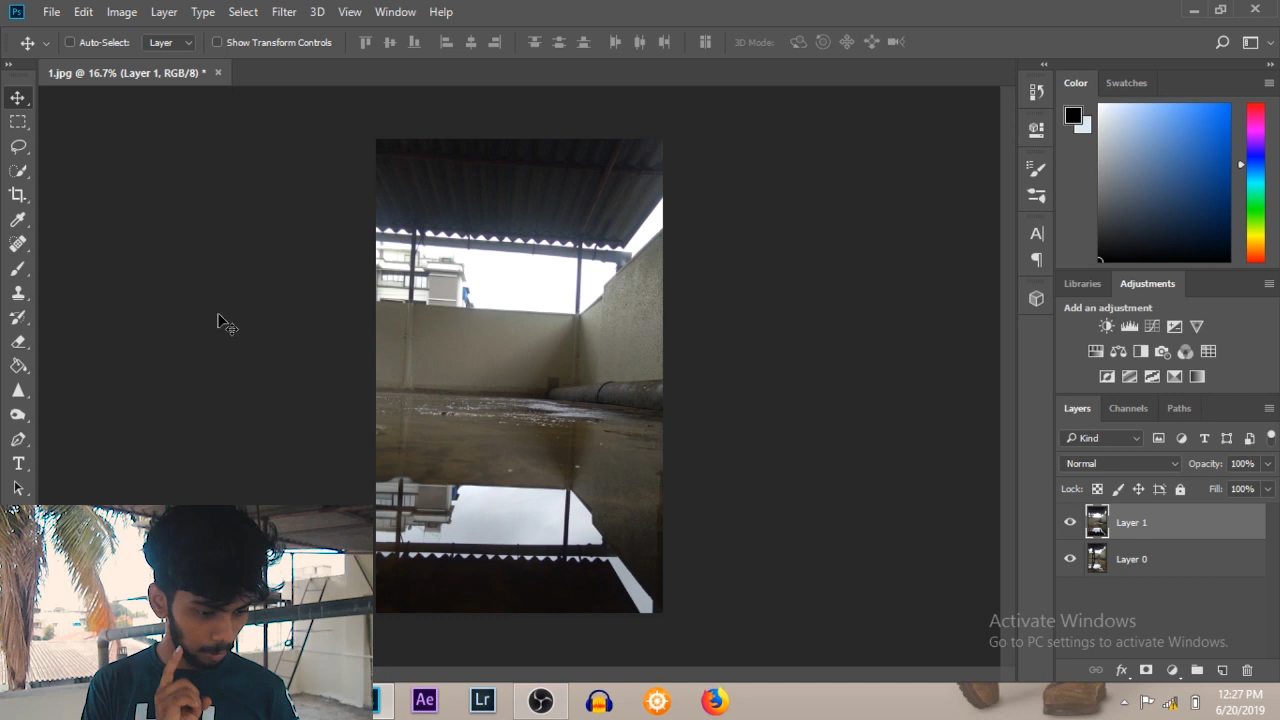 Ps File Edit Image Layer Type Select Filter 3D View Window Help
Auto-Select: Layer Show Transform Controls 3D Mode:
1.jpg @ 16.7% (Layer 1, RGB/8) * ×
Color Swatches
Libraries Adjustments
Add an adjustment
Layers Channels Paths
Kind
Normal Opacity: 100%
Lock: Fill: 100%
Layer 1
Layer 0
Activate Windows
Go to PC settings to activate Windows.
Ae Lr
12:27 PM
6/20/2019